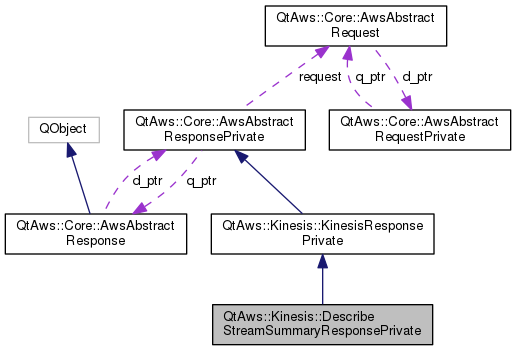 QtAws::Core::AwsAbstract
Request
request
q_ptr
d_ptr
QObject
QtAws::Core::AwsAbstract
ResponsePrivate
QtAws::Core::AwsAbstract
RequestPrivate
d_ptr
q_ptr
QtAws::Core::AwsAbstract
Response
QtAws::Kinesis::KinesisResponse
Private
QtAws::Kinesis::Describe
StreamSummaryResponsePrivate